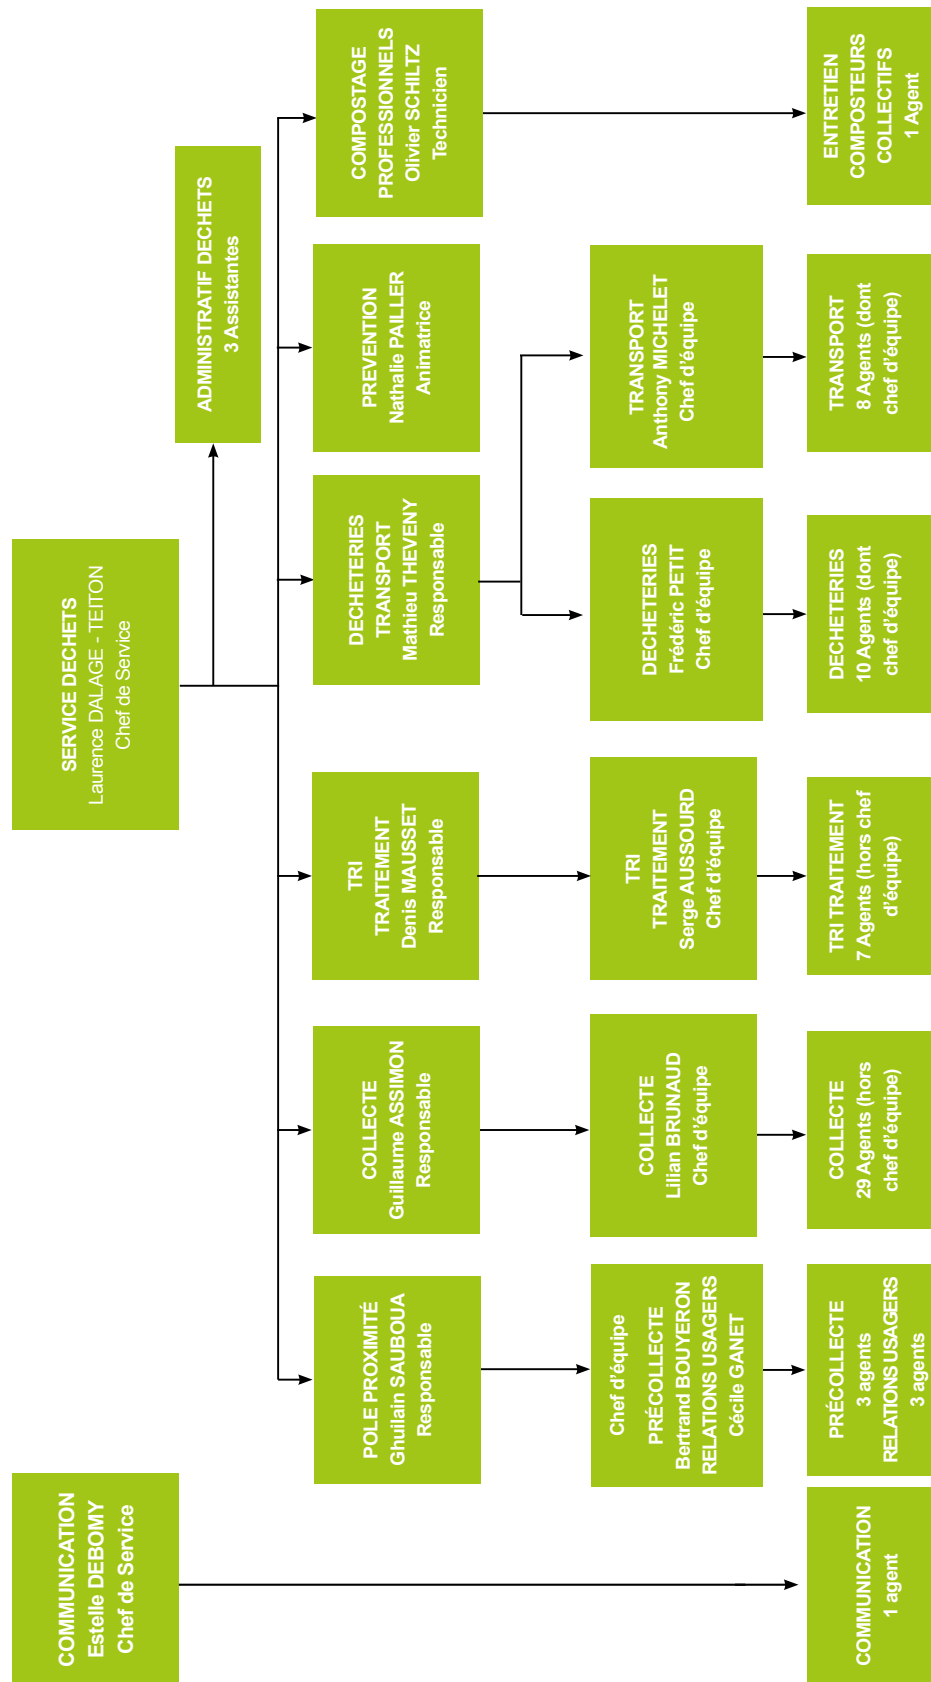 COMMUNICATION
Estelle DEBOMY
Chef de Service
SERVICE DECHETS
Laurence DALAGE - TEITON
Chef de Service
ADMINISTRATIF DECHETS
3 Assistantes
POLE PROXIMITÉ
Ghuilain SAUBOUA
Responsable
COLLECTE
Guillaume ASSIMON
Responsable
TRI
TRAITEMENT
Denis MAUSSET
Responsable
DECHETERIES
TRANSPORT
Mathieu THEVENY
Responsable
PREVENTION
Nathalie PAILLER
Animatrice
COMPOSTAGE
PROFESSIONNELS
Olivier SCHILTZ
Technicien
Chef d'équipe
PRÉCOLLECTE
Bertrand BOUYERON
RELATIONS USAGERS
Cécile GANET
COLLECTE
Lilian BRUNAUD
Chef d'équipe
TRI
TRAITEMENT
Serge AUSSOURD
Chef d'équipe
DECHETERIES
Frédéric PETIT
Chef d'équipe
TRANSPORT
Anthony MICHELET
Chef d'équipe
COMMUNICATION
1 agent
PRÉCOLLECTE
3 agents
RELATIONS USAGERS
3 agents
COLLECTE
29 Agents (hors
chef d'équipe)
TRI TRAITEMENT
7 Agents (hors chef
d'équipe)
DECHETERIES
10 Agents (dont
chef d'équipe)
TRANSPORT
8 Agents (dont
chef d'équipe)
ENTRETIEN
COMPOSTEURS
COLLECTIFS
1 Agent